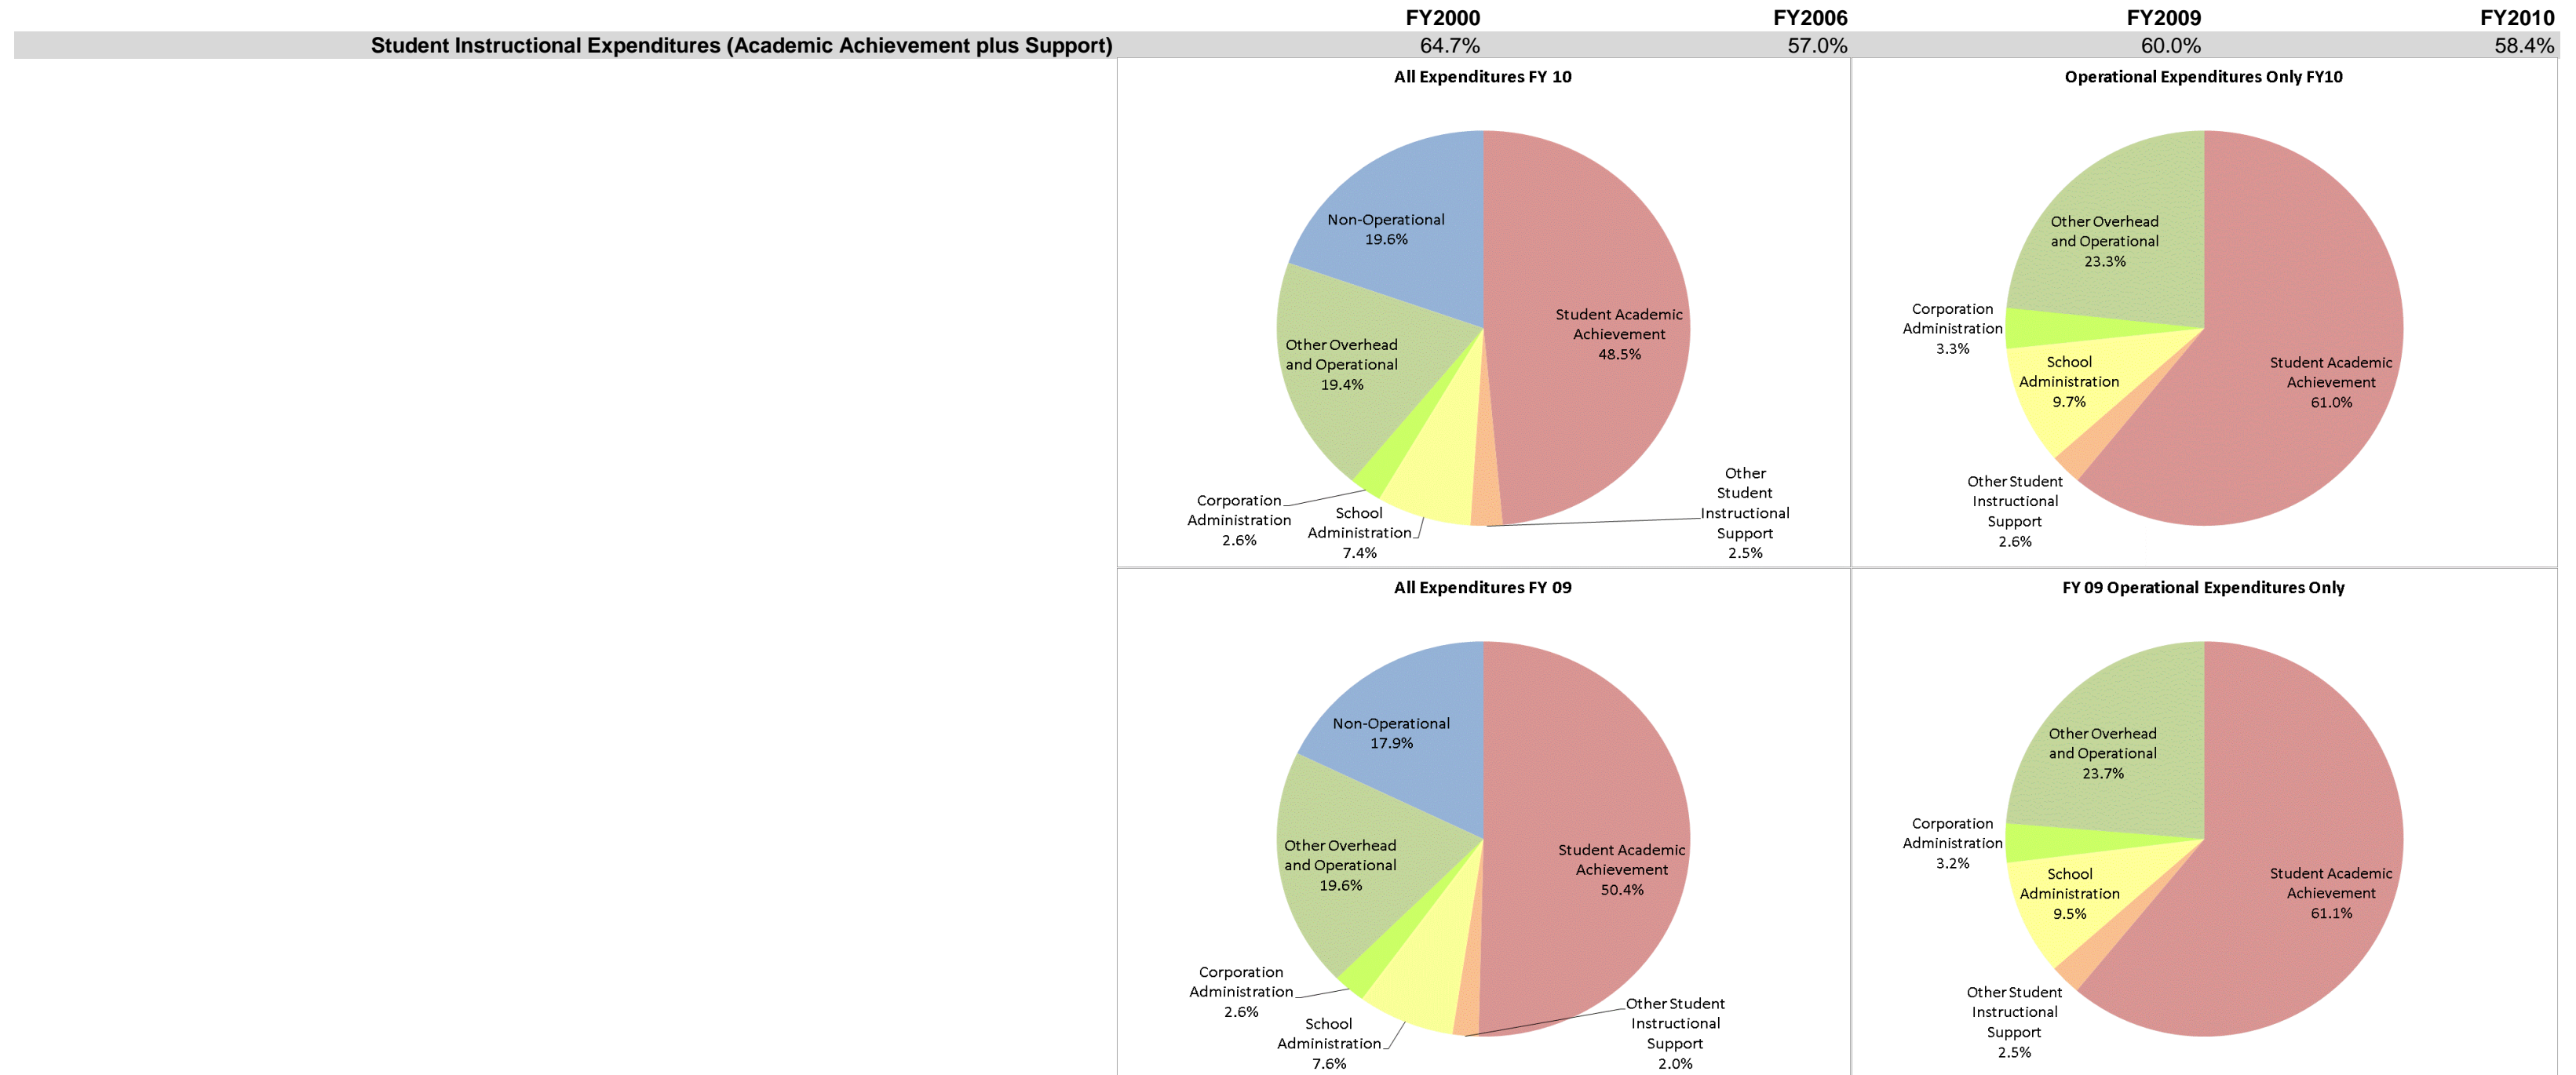 FY2000 FY2006 FY2009 FY2010
Student Instructional Expenditures (Academic Achievement plus Support) 64.7% 57.0% 60.0% 58.4%
All Expenditures FY 10
Non-Operational
19.6%
Student Academic
Achievement
48.5%
Other Overhead
and Operational
19.4%
Corporation
Administration
2.6%
School
Administration
7.4%
Other
Student
Instructional
Support
2.5%
Operational Expenditures Only FY10
Other Overhead
and Operational
23.3%
Corporation
Administration
3.3%
School
Administration
9.7%
Student Academic
Achievement
61.0%
Other Student
Instructional
Support
2.6%
All Expenditures FY 09
Non-Operational
17.9%
Student Academic
Achievement
50.4%
Other Overhead
and Operational
19.6%
Corporation
Administration
2.6%
School
Administration
7.6%
Other Student
Instructional
Support
2.0%
FY 09 Operational Expenditures Only
Other Overhead
and Operational
23.7%
Corporation
Administration
3.2%
School
Administration
9.5%
Student Academic
Achievement
61.1%
Other Student
Instructional
Support
2.5%